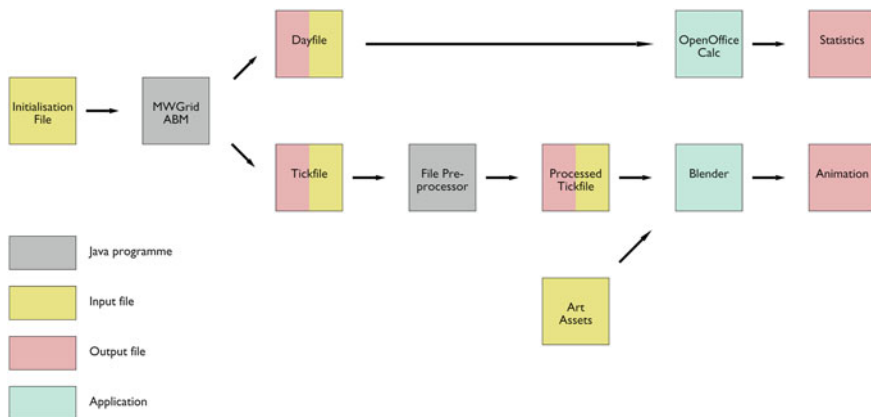 Dayfile
OpenOffice
Calc
Statistics
Initialisation
File
MWGrid
ABM
Tickfile
File Pre-
processor
Processed
Tickfile
Blender
Animation
Art
Assets
Java programme
Input file
Output file
Application